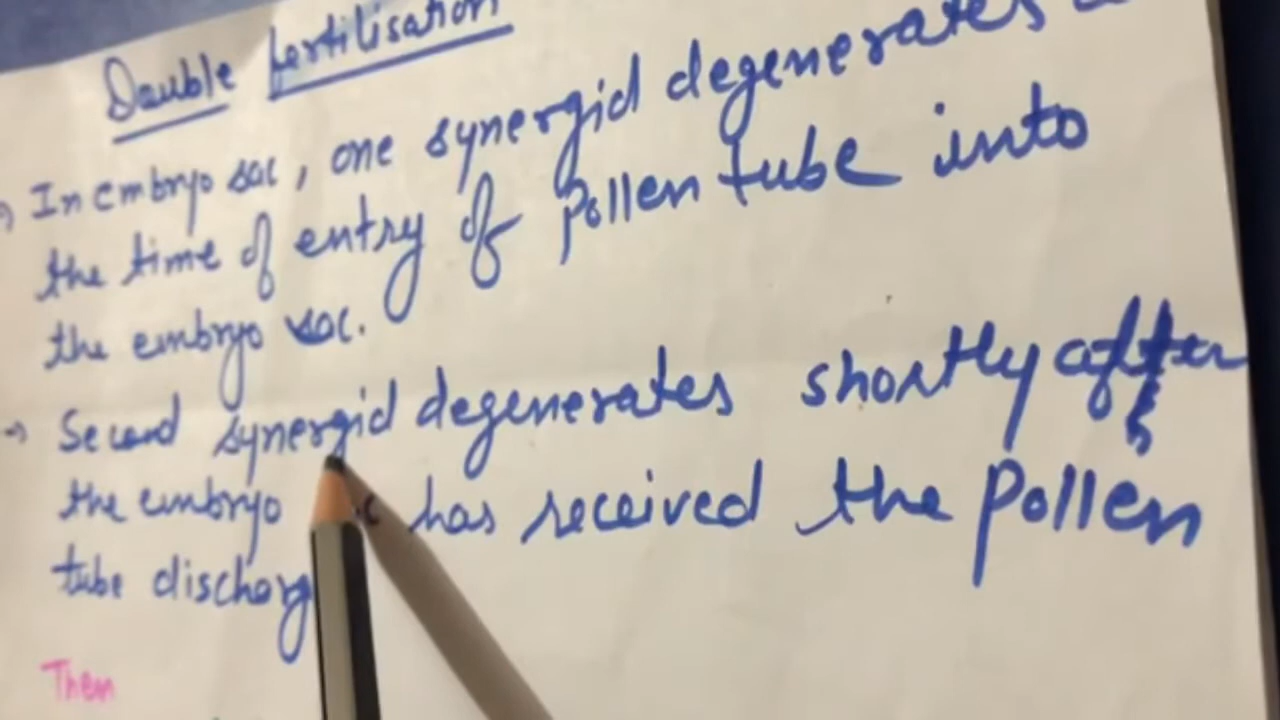 Double fertilisation
In embryo sac, one synergid degenerates
the time of entry of pollen tube into
the embryo sac.
→ Second synergid degenerates shortly after
the embryo has received the pollen
tube discharg
Then